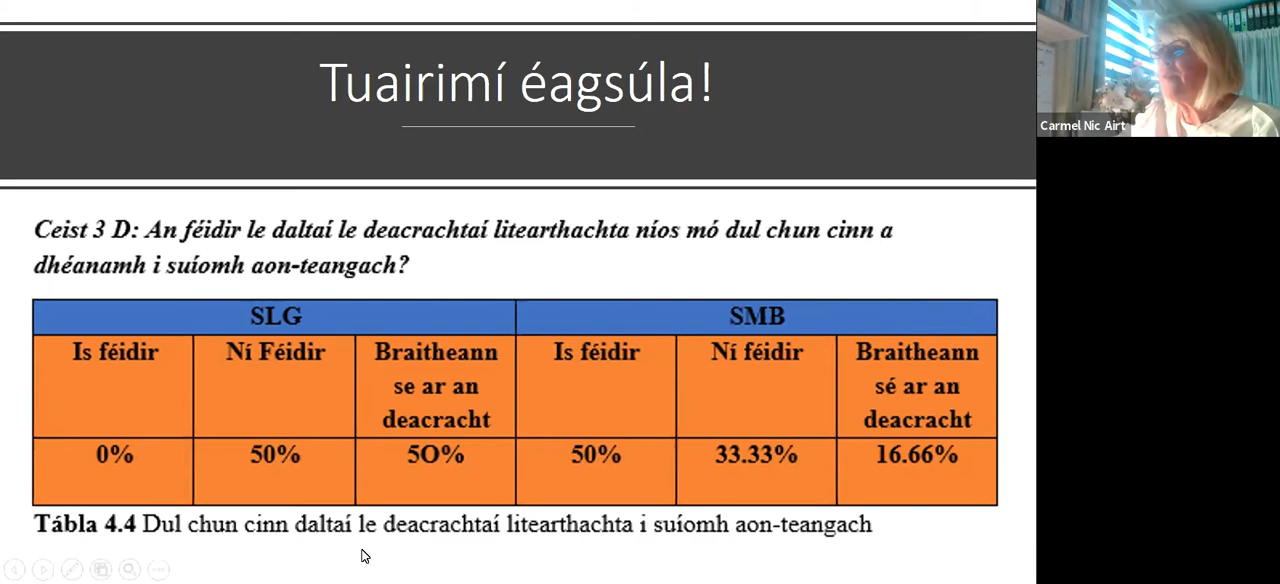 Tuairimí éagsúla!
Carmel Nic Airt
Ceist 3 D: An féidir le daltaí le deacrachtaí litearthachta níos mó dul chun cinn a
dhéanamh i suíomh aon-teangach?
SLG SMB
Is féidir Ní Féidir Braitheann Is féidir Ní féidir Braitheann
se ar an sé ar an
deacracht deacracht
0% 50% 5O% 50% 33.33% 16.66%
Tábla 4.4 Dul chun cinn daltaí le deacrachtaí litearthachta i suíomh aon-teangach